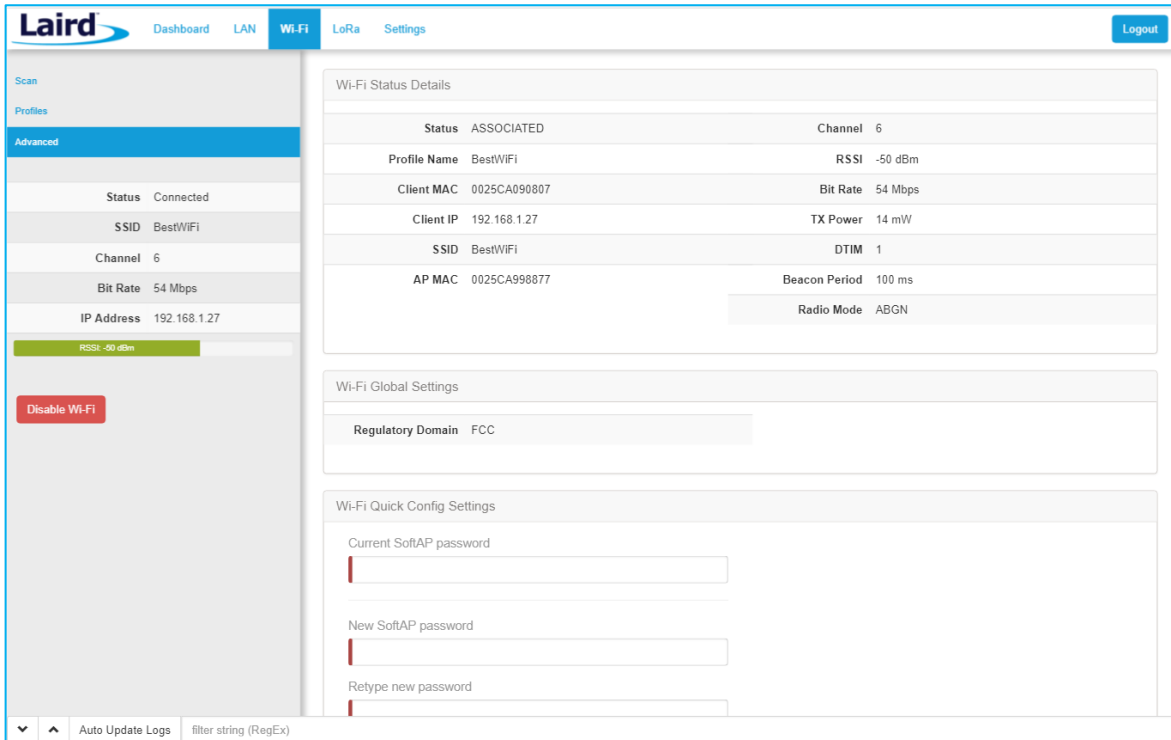 Laird Dashboard LAN Wi-Fi LoRa Settings Logout
Scan
Profiles
Advanced
Status Connected
SSID BestWiFi
Channel 6
Bit Rate 54 Mbps
IP Address 192.168.1.27
RSSI: -50 dBm
Disable Wi-Fi
Wi-Fi Status Details
Status ASSOCIATED Channel 6
Profile Name BestWiFi RSSI -50 dBm
Client MAC 0025CA090807 Bit Rate 54 Mbps
Client IP 192.168.1.27 TX Power 14 mW
SSID BestWiFi DTIM 1
AP MAC 0025CA998877 Beacon Period 100 ms
Radio Mode ABGN
Wi-Fi Global Settings
Regulatory Domain FCC
Wi-Fi Quick Config Settings
Current SoftAP password
New SoftAP password
Retype new password
Auto Update Logs filter string (RegEx)